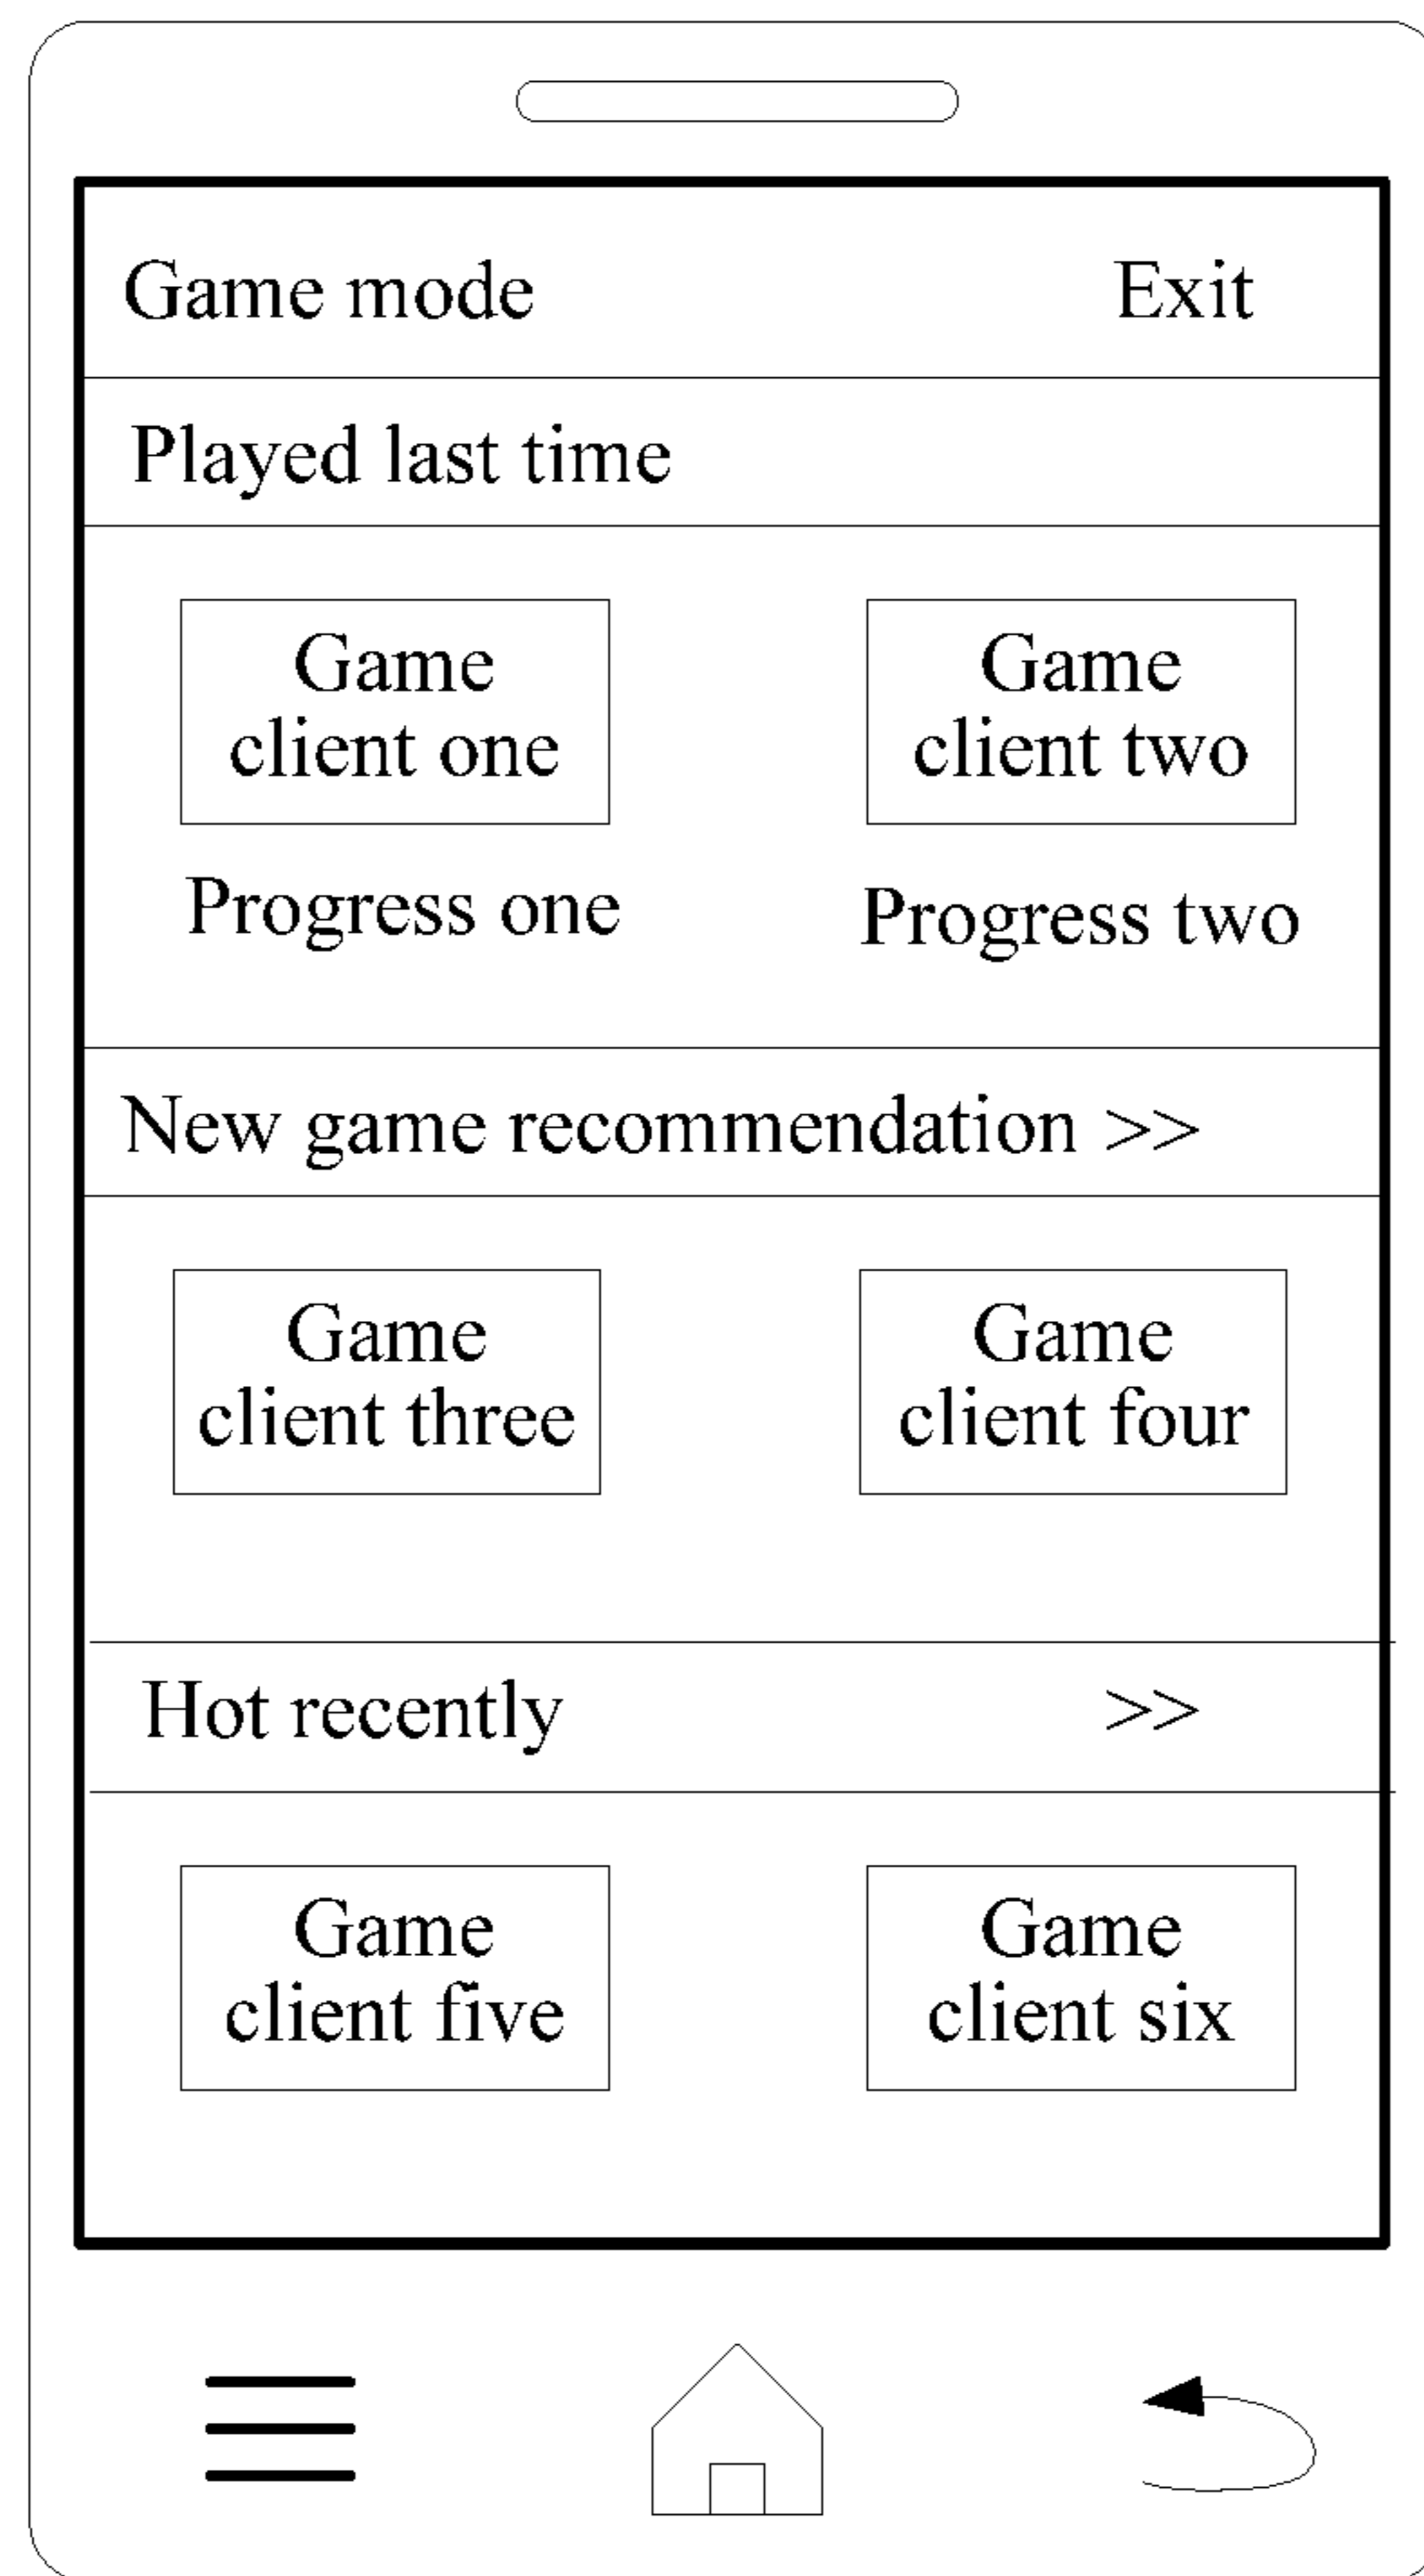 Game mode Exit
Played last time
Game
client one
Game
client two
Progress one
Progress two
New game recommendation >>
Game
client three
Game
client four
Hot recently >>
Game
client five
Game
client six